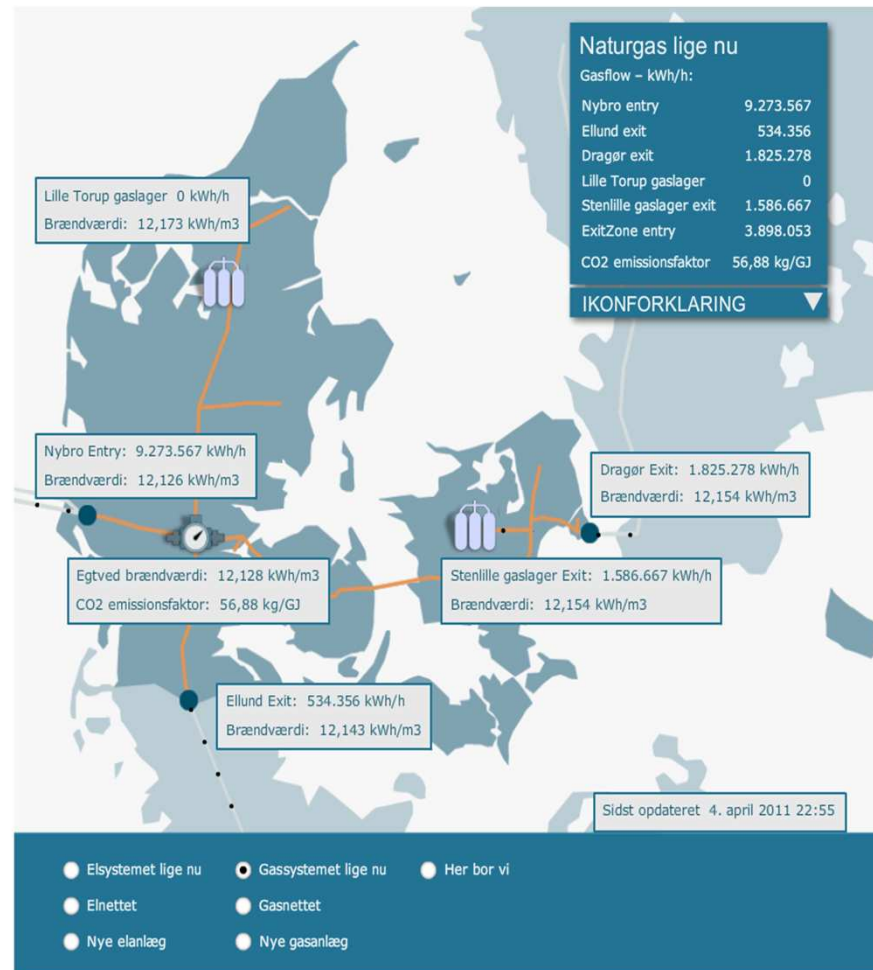 Naturgas lige nu
Gasflow – kWh/h:
Nybro entry 9.273.567
Ellund exit 534.356
Dragør exit 1.825.278
Lille Torup gaslager 0
Stenlille gaslager exit 1.586.667
ExitZone entry 3.898.053
CO2 emissionsfaktor 56,88 kg/GJ
IKONFORKLARING
Lille Torup gaslager 0 kWh/h
Brændværdi: 12,173 kWh/m3
Nybro Entry: 9.273.567 kWh/h
Brændværdi: 12,126 kWh/m3
Dragør Exit: 1.825.278 kWh/h
Brændværdi: 12,154 kWh/m3
Egtved brændværdi: 12,128 kWh/m3
CO2 emissionsfaktor: 56,88 kg/GJ
Stenlille gaslager Exit: 1.586.667 kWh/h
Brændværdi: 12,154 kWh/m3
Ellund Exit: 534.356 kWh/h
Brændværdi: 12,143 kWh/m3
Sidst opdateret 4. april 2011 22:55
Elsystemet lige nu Gassystemet lige nu Her bor vi
Elnettet Gasnettet
Nye elanlæg Nye gasanlæg